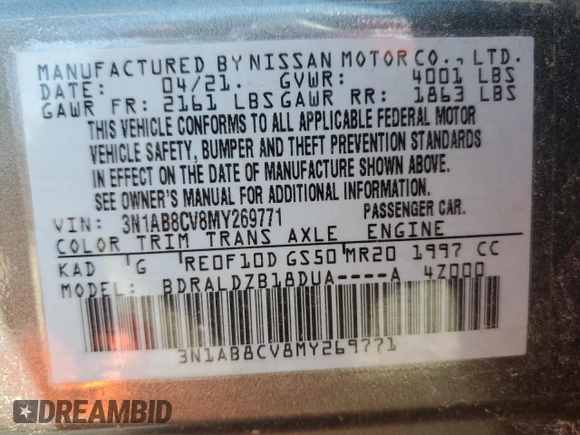 MANUFACTURED BY NISSAN MOTOR CO., LTD.
DATE: 04/21. GVWR: 4001 LBS
GAWR FR: 2161 LBS GAWR RR: 1863 LBS
THIS VEHICLE CONFORMS TO ALL APPLICABLE FEDERAL MOTOR
VEHICLE SAFETY, BUMPER AND THEFT PREVENTION STANDARDS
IN EFFECT ON THE DATE OF MANUFACTURE SHOWN ABOVE.
SEE OWNER'S MANUAL FOR ADDITIONAL INFORMATION.
VIN: 3N1AB8CV8MY269771 PASSENGER CAR.
COLOR TRIM TRANS AXLE ENGINE
KAD G RE0F10D GS50 MR20 1997 CC
MODEL: BDRALDZB18DUA----A 4Z000
3N1AB8CV8MY269771
DREAMBID